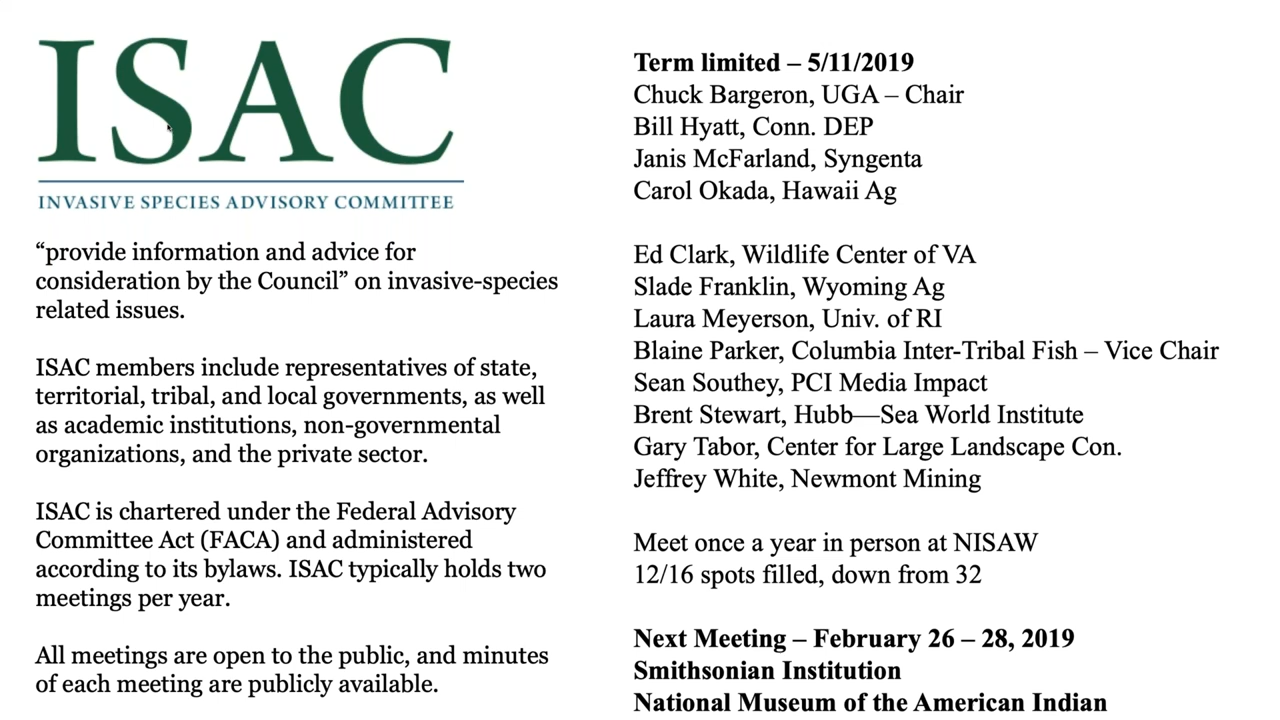 ISAC
INVASIVE SPECIES ADVISORY COMMITTEE
“provide information and advice for
consideration by the Council” on invasive-species
related issues.
ISAC members include representatives of state,
territorial, tribal, and local governments, as well
as academic institutions, non-governmental
organizations, and the private sector.
ISAC is chartered under the Federal Advisory
Committee Act (FACA) and administered
according to its bylaws. ISAC typically holds two
meetings per year.
All meetings are open to the public, and minutes
of each meeting are publicly available.
Term limited – 5/11/2019
Chuck Bargeron, UGA – Chair
Bill Hyatt, Conn. DEP
Janis McFarland, Syngenta
Carol Okada, Hawaii Ag
Ed Clark, Wildlife Center of VA
Slade Franklin, Wyoming Ag
Laura Meyerson, Univ. of RI
Blaine Parker, Columbia Inter-Tribal Fish – Vice Chair
Sean Southey, PCI Media Impact
Brent Stewart, Hubb—Sea World Institute
Gary Tabor, Center for Large Landscape Con.
Jeffrey White, Newmont Mining
Meet once a year in person at NISAW
12/16 spots filled, down from 32
Next Meeting – February 26 – 28, 2019
Smithsonian Institution
National Museum of the American Indian